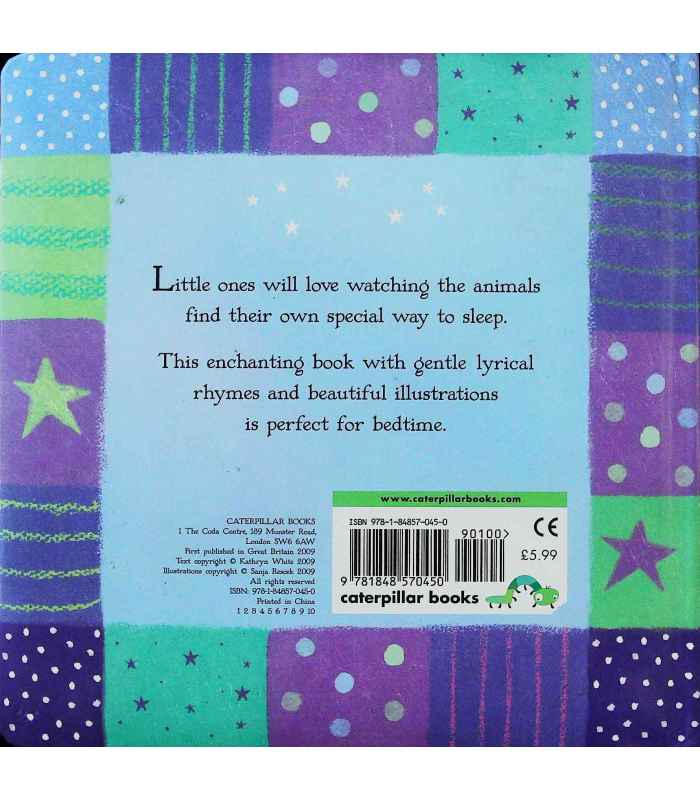 Little ones will love watching the animals
find their own special way to sleep.
This enchanting book with gentle lyrical
rhymes and beautiful illustrations
is perfect for bedtime.
CATERPILLAR BOOKS
1 The Coda Centre, 189 Munster Road,
London SW6 6AW
First published in Great Britain 2009
Text copyright © Kathryn White 2009
Illustrations copyright © Sanja Rescek 2009
All rights reserved
ISBN: 978-1-84857-045-0
Printed in China
1 2 3 4 5 6 7 8 9 10
www.caterpillarbooks.com
ISBN 978-1-84857-045-0
90100>
CE
£5.99
9 781848 570450
caterpillar books